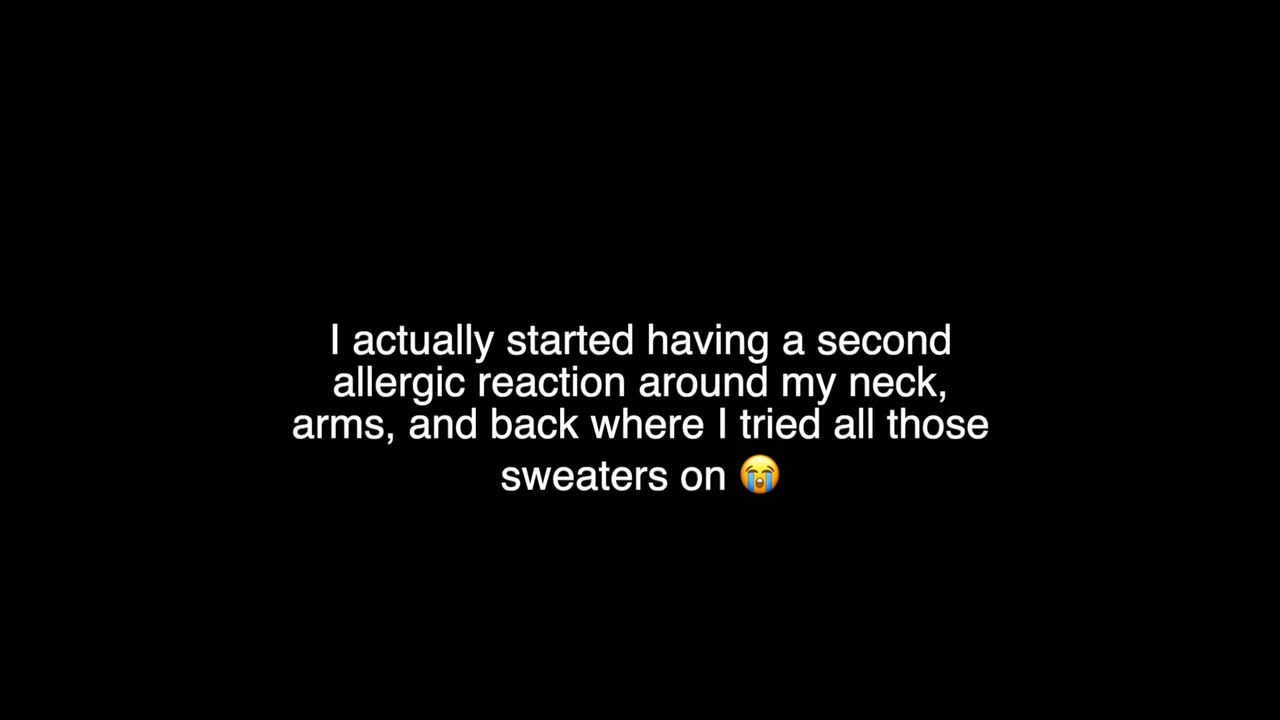 I actually started having a second
allergic reaction around my neck,
arms, and back where I tried all those
sweaters on 😭